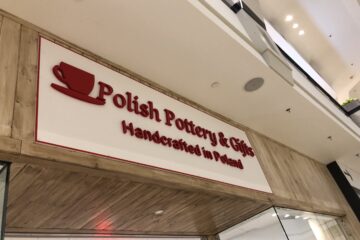 Polish Pottery & Gifts
Handcrafted in Poland